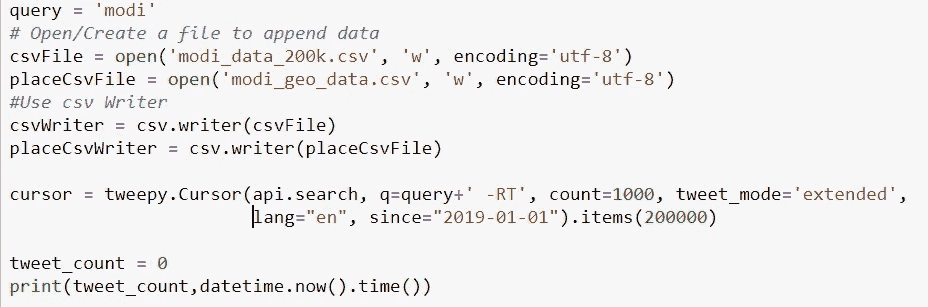 query = 'modi'
# Open/Create a file to append data
csvFile = open('modi_data_200k.csv', 'w', encoding='utf-8')
placeCsvFile = open('modi_geo_data.csv', 'w', encoding='utf-8')
#Use csv Writer
csvWriter = csv.writer(csvFile)
placeCsvWriter = csv.writer(placeCsvFile)
cursor = tweepy.Cursor(api.search, q=query+' -RT', count=1000, tweet_mode='extended',
lang="en", since="2019-01-01").items(200000)
tweet_count = 0
print(tweet_count,datetime.now().time())